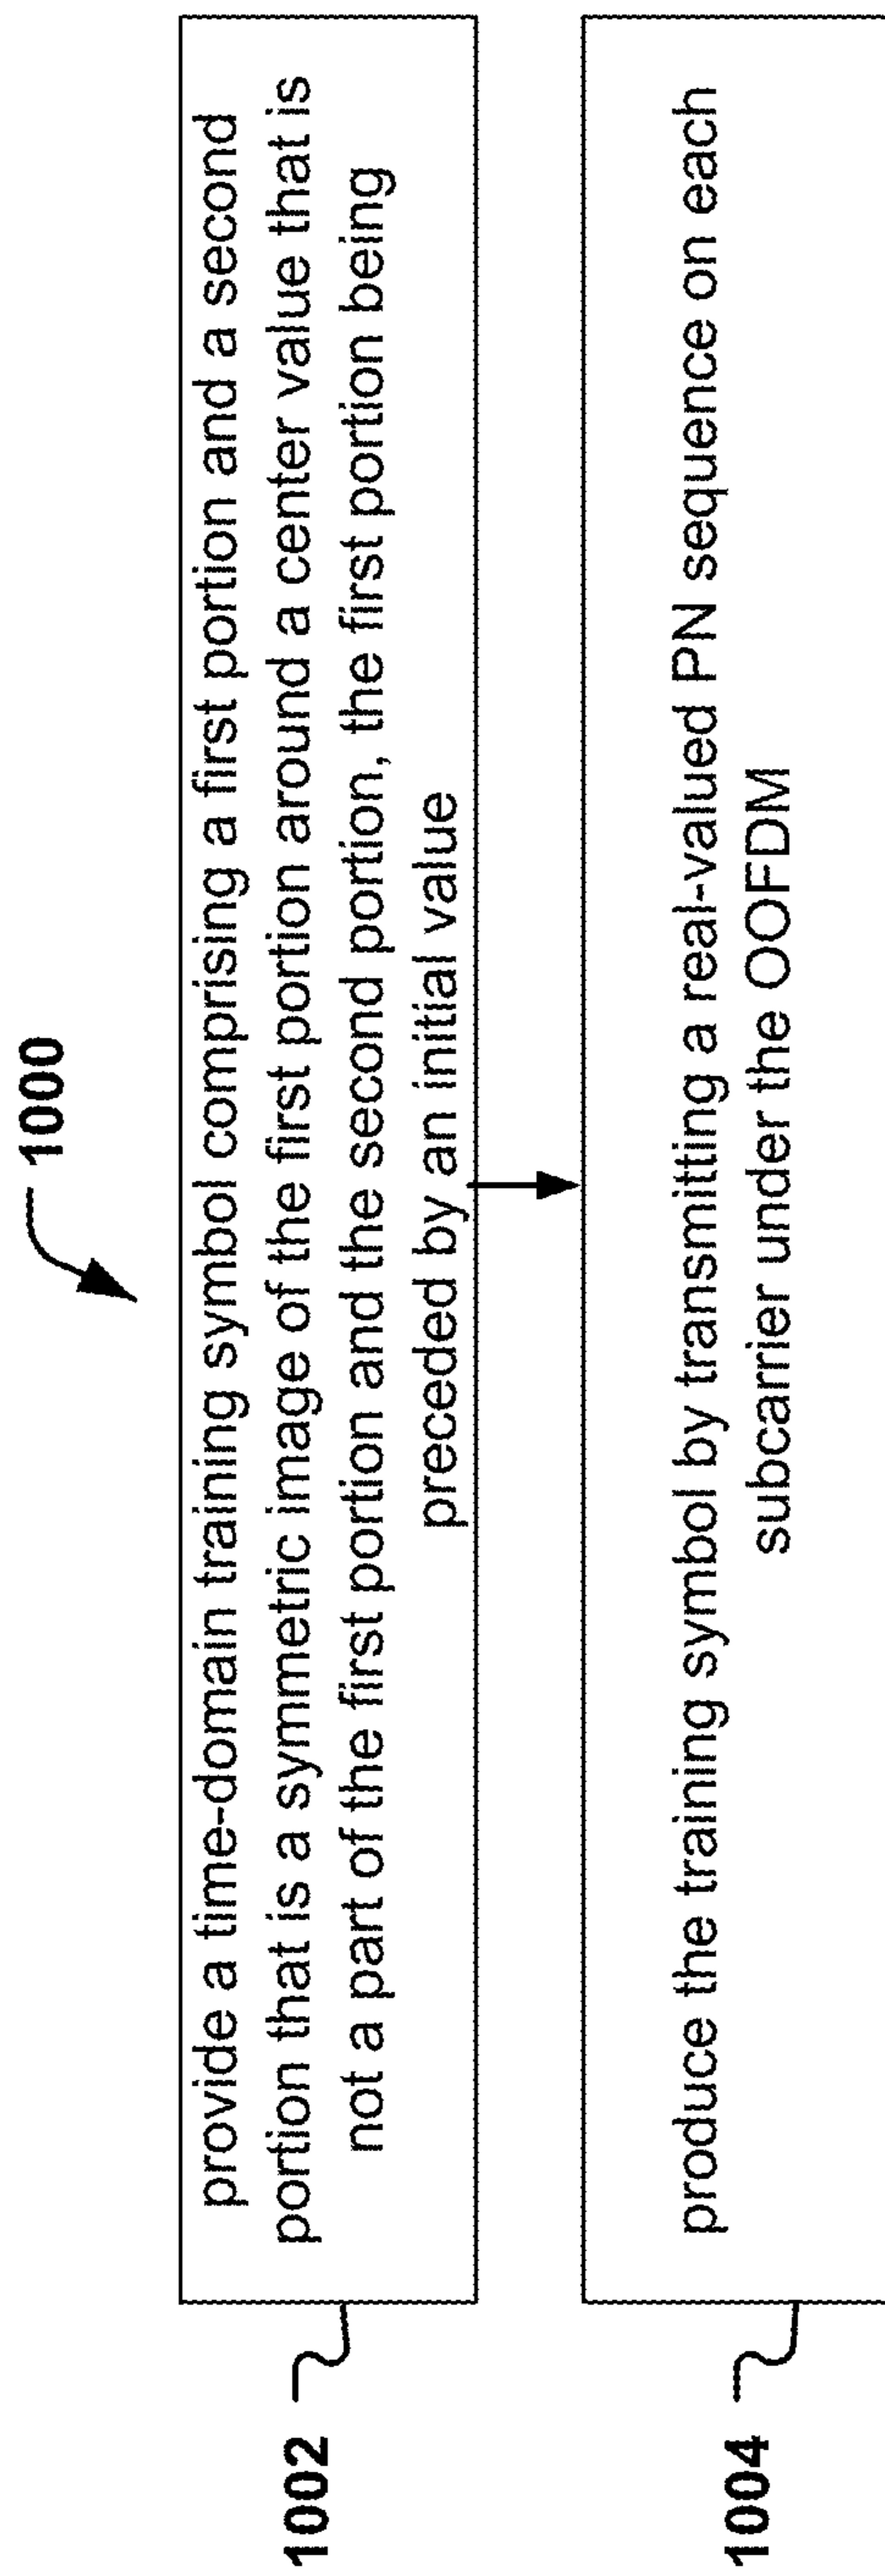 1000
1002
provide a time-domain training symbol comprising a first portion and a second
portion that is a symmetric image of the first portion around a center value that is
not a part of the first portion and the second portion, the first portion being
preceded by an initial value
1004
produce the training symbol by transmitting a real-valued PN sequence on each
subcarrier under the OOFDM